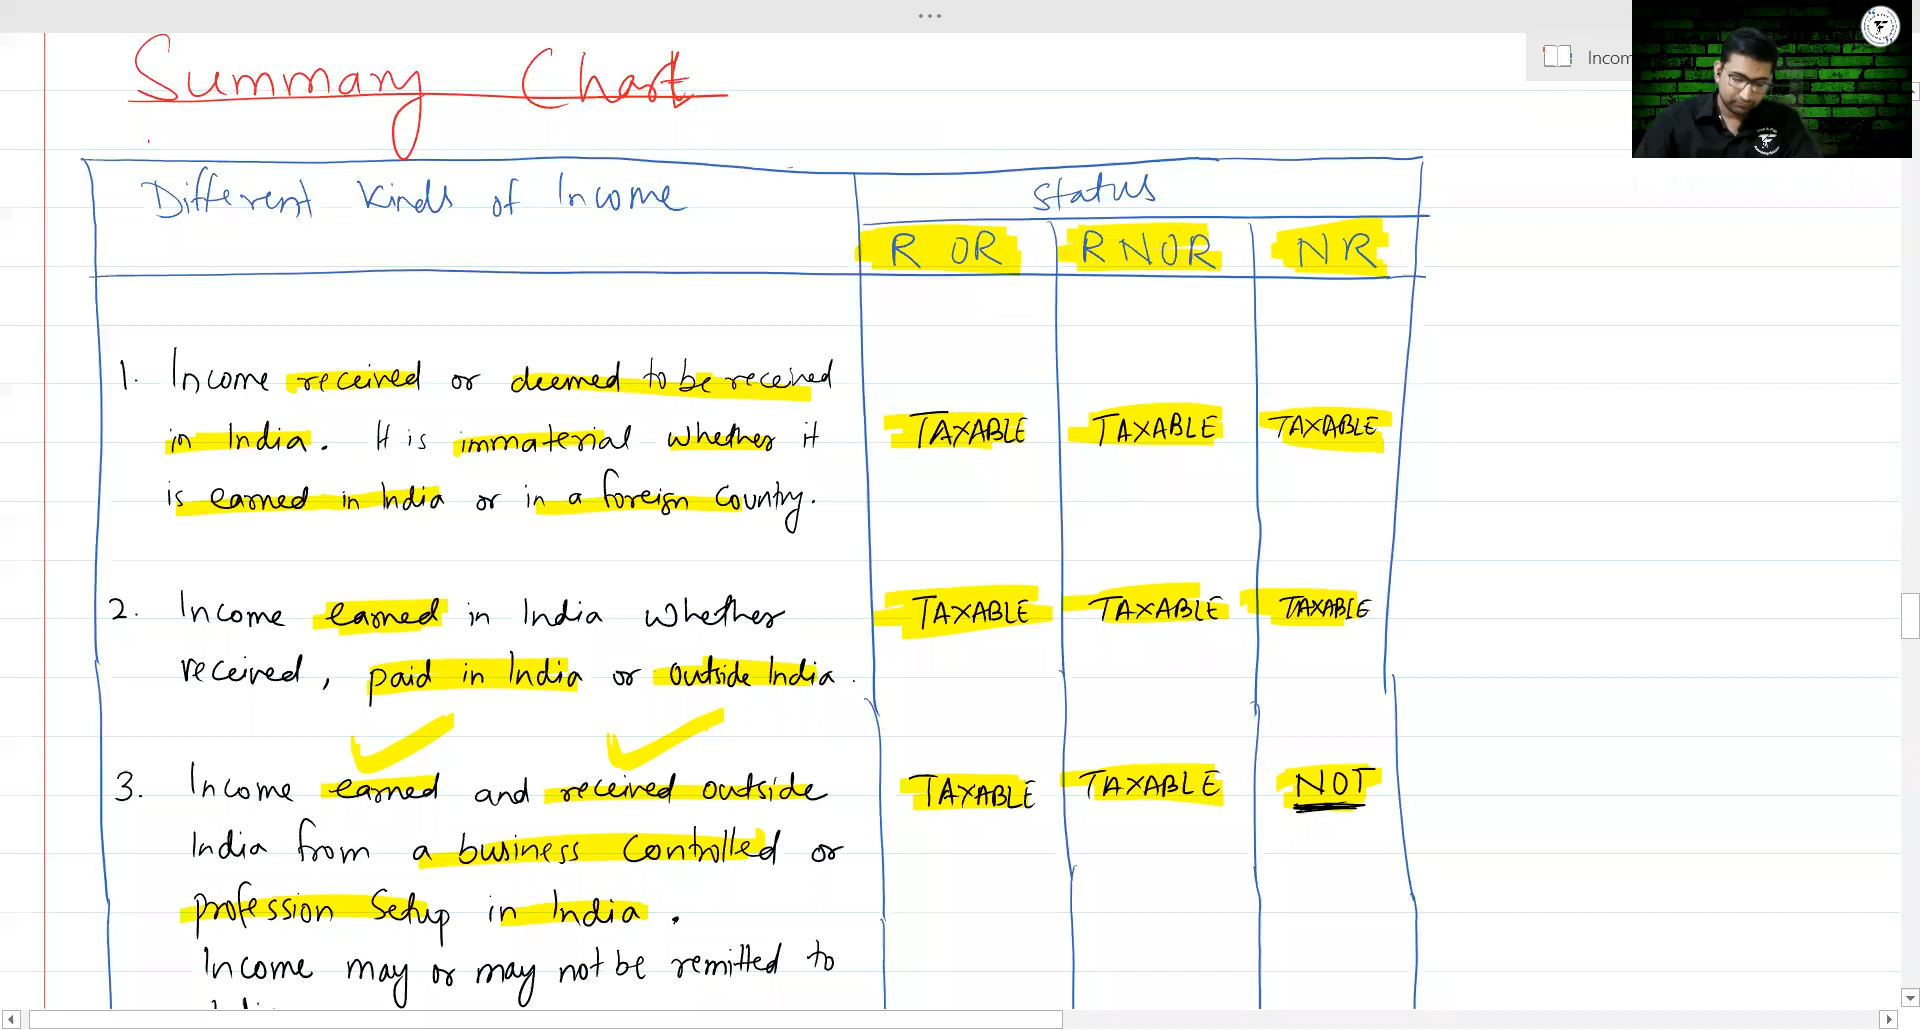 Incom
Summary Chart
Different Kinds of Income
Status
R OR
R NOR
NR
1. Income received or deemed to be received
in India. It is immaterial whether it
is earned in India or in a foreign country.
TAXABLE TAXABLE TAXABLE
2. Income earned in India whether
received, paid in India or outside India.
TAXABLE TAXABLE TAXABLE
3. Income earned and received outside
India from a business controlled or
profession setup in India.
Income may or may not be remitted to
TAXABLE TAXABLE NOT